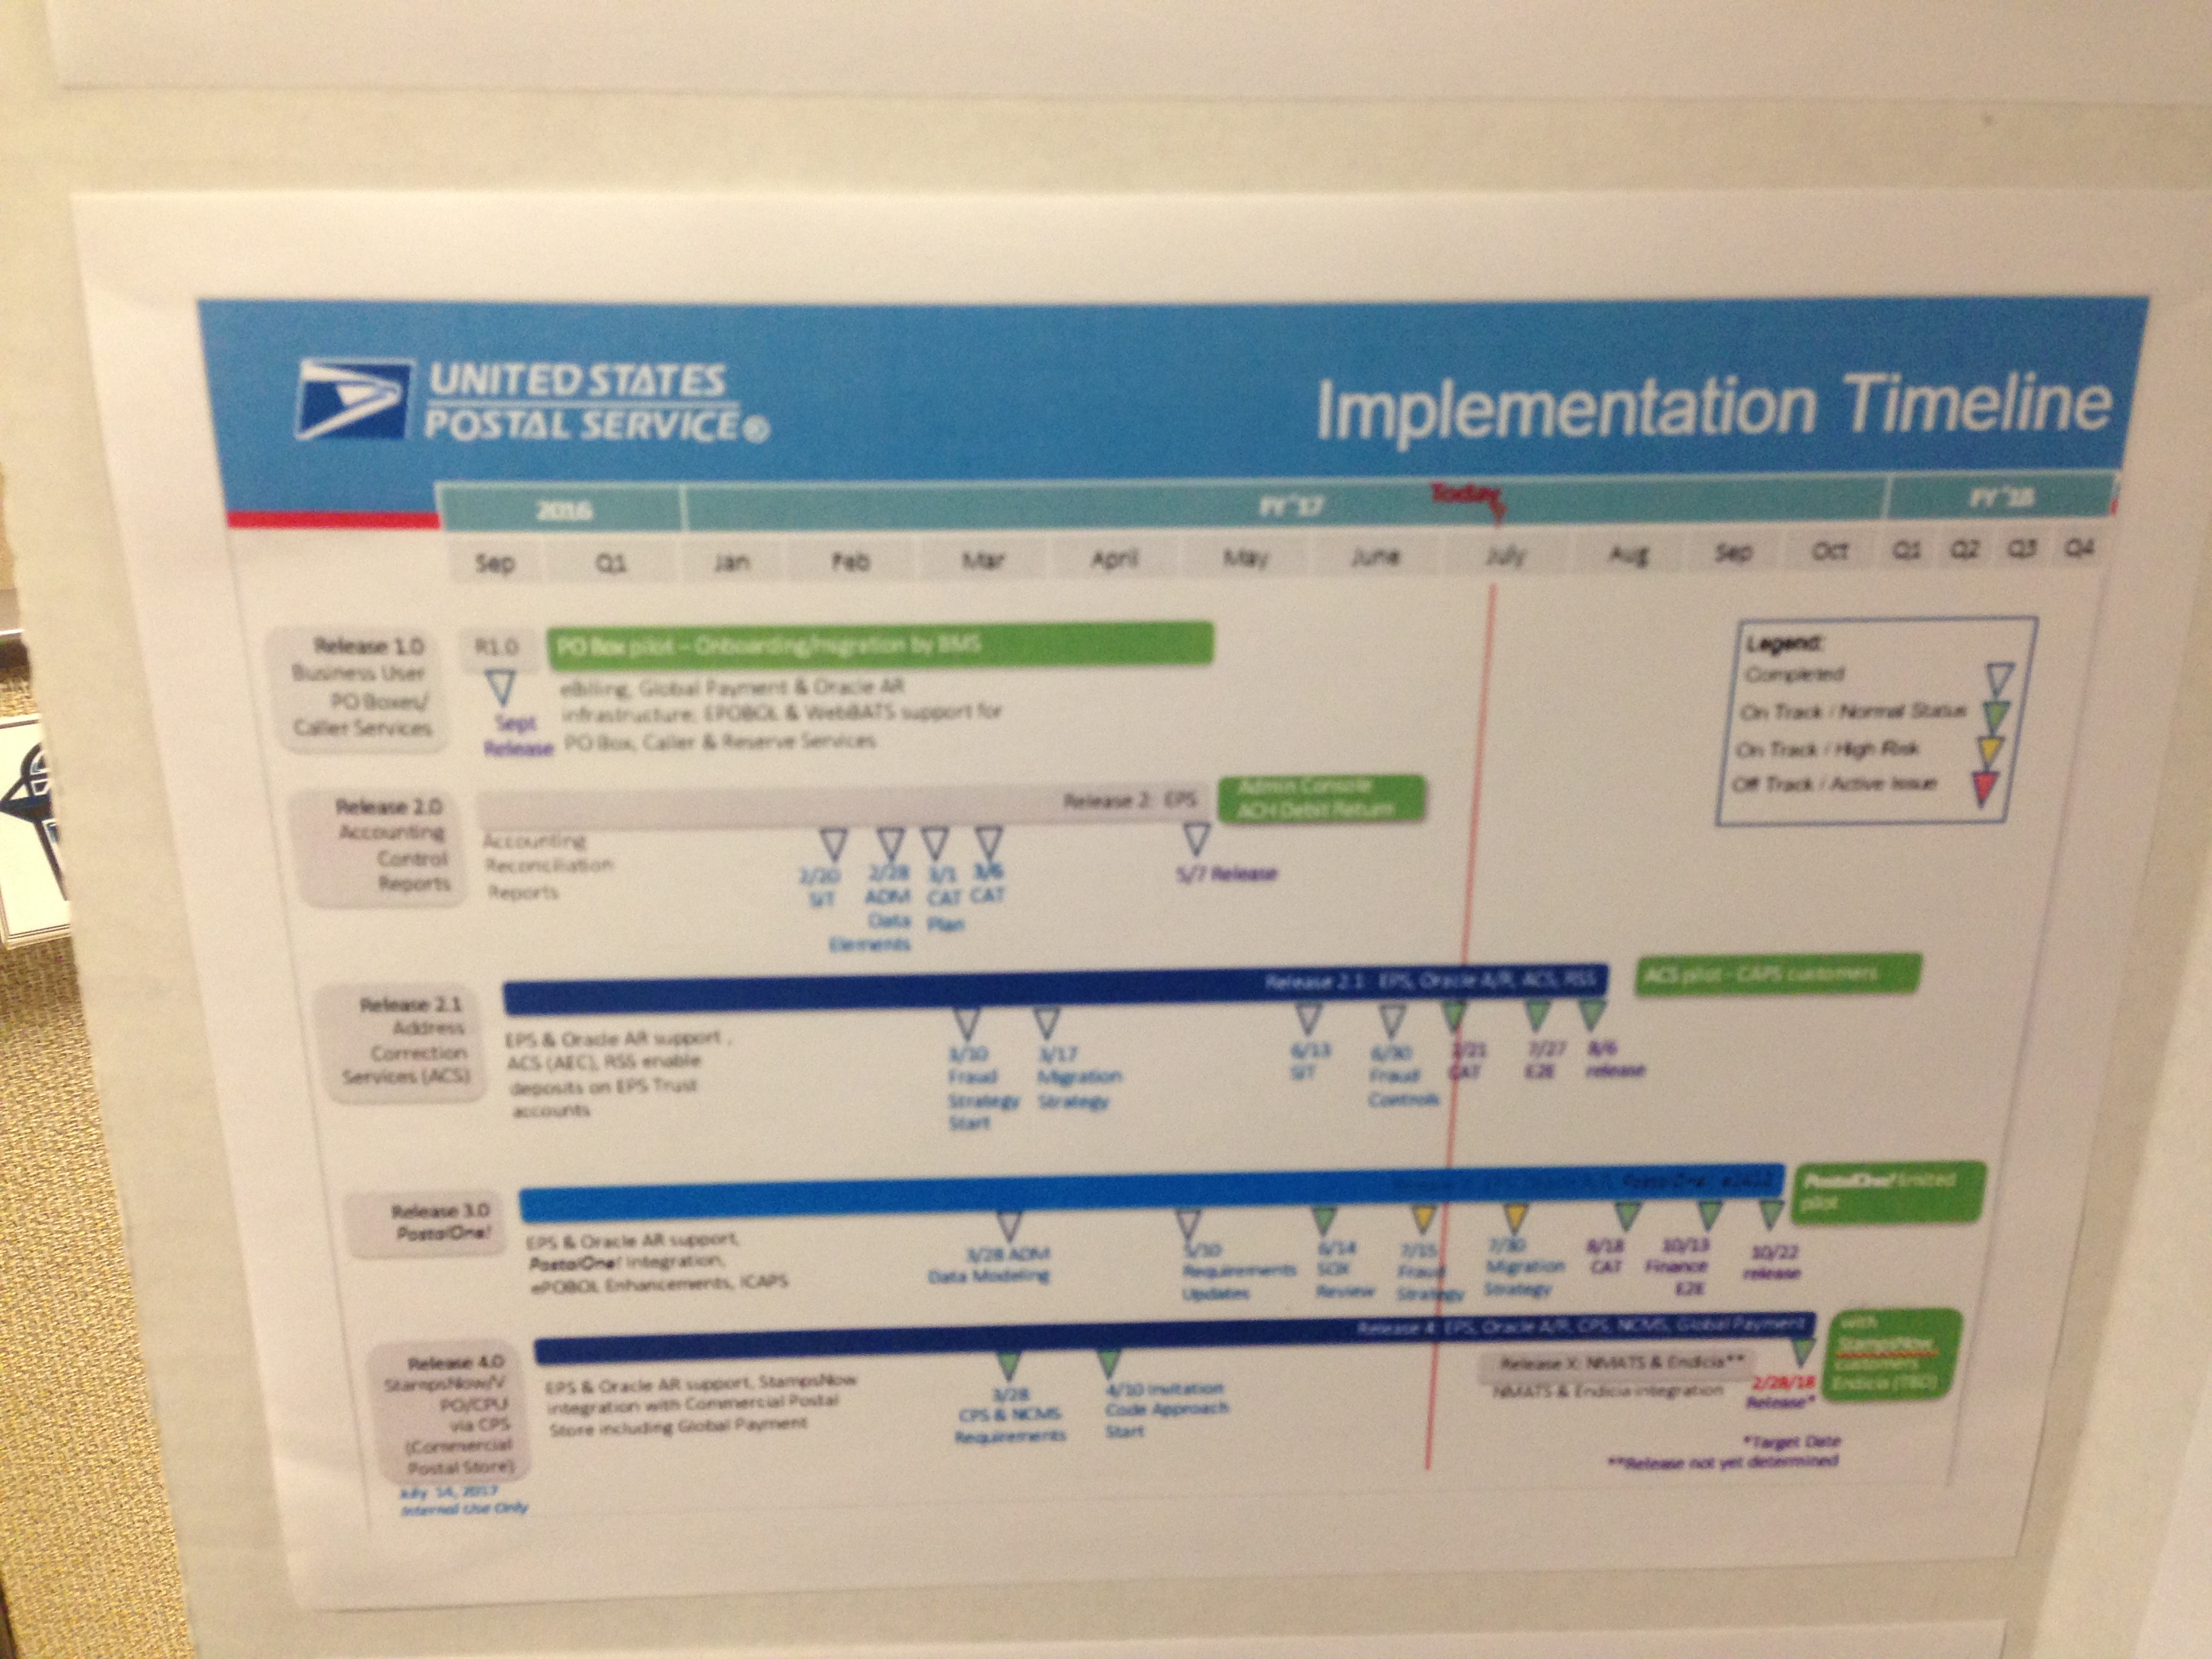 UNITED STATES
POSTAL SERVICE®
Implementation Timeline
2016
FY'17
Today
FY'18
Sep Q1 Jan Feb Mar April May June July Aug Sep Oct Q1 Q2 Q3 Q4
Release 1.0
Business User
PO Boxes/
Caller Services
R1.0
Sept
Release
PO Box pilot – Onboarding/migration by BMS
eBilling, Global Payment & Oracle AR
infrastructure; EPOBOL & WebBATS support for
PO Box, Caller & Reserve Services
Legend:
Completed
On Track / Normal Status
On Track / High Risk
Off Track / Active Issue
Release 2.0
Accounting
Control
Reports
Release 2: EPS
Admin Console
ACH Debit Return
Accounting
Reconciliation
Reports
2/20
SIT
2/28
ADM
Data
Elements
3/1
CAT
Plan
3/6
CAT
5/7 Release
Release 2.1
Address
Correction
Services (ACS)
Release 2.1: EPS, Oracle A/R, ACS, RSS
ACS pilot - CAPS customers
EPS & Oracle AR support,
ACS (AEC), RSS enable
deposits on EPS Trust
accounts
3/10
Fraud
Strategy
Start
3/17
Migration
Strategy
6/13
SIT
6/30
Fraud
Controls
7/21
CAT
7/27
E2E
8/6
release
Release 3.0
PostalOne!
PostalOne!
PostalOne! limited
pilot
EPS & Oracle AR support,
PostalOne! integration,
ePOBOL Enhancements, ICAPS
3/28 ADM
Data Modeling
5/10
Requirements
Updates
6/14
SOX
Review
7/15
Fraud
Strategy
7/30
Migration
Strategy
8/18
CAT
10/13
Finance
E2E
10/22
release
Release 4.0
StampsNow/V
PO/CPU
via CPS
(Commercial
Postal Store)
Release 4: EPS, Oracle A/R, CPS, NCMS, Global Payment
EPS & Oracle AR support, StampsNow
integration with Commercial Postal
Store including Global Payment
3/28
CPS & NCMS
Requirements
4/10 Invitation
Code Approach
Start
Release X: NMATS & Endicia**
NMATS & Endicia integration
2/28/18
Release*
with
StampsNow,
customers
Endicia (TBD)
*Target Date
**Release not yet determined
July 14, 2017
Internal Use Only